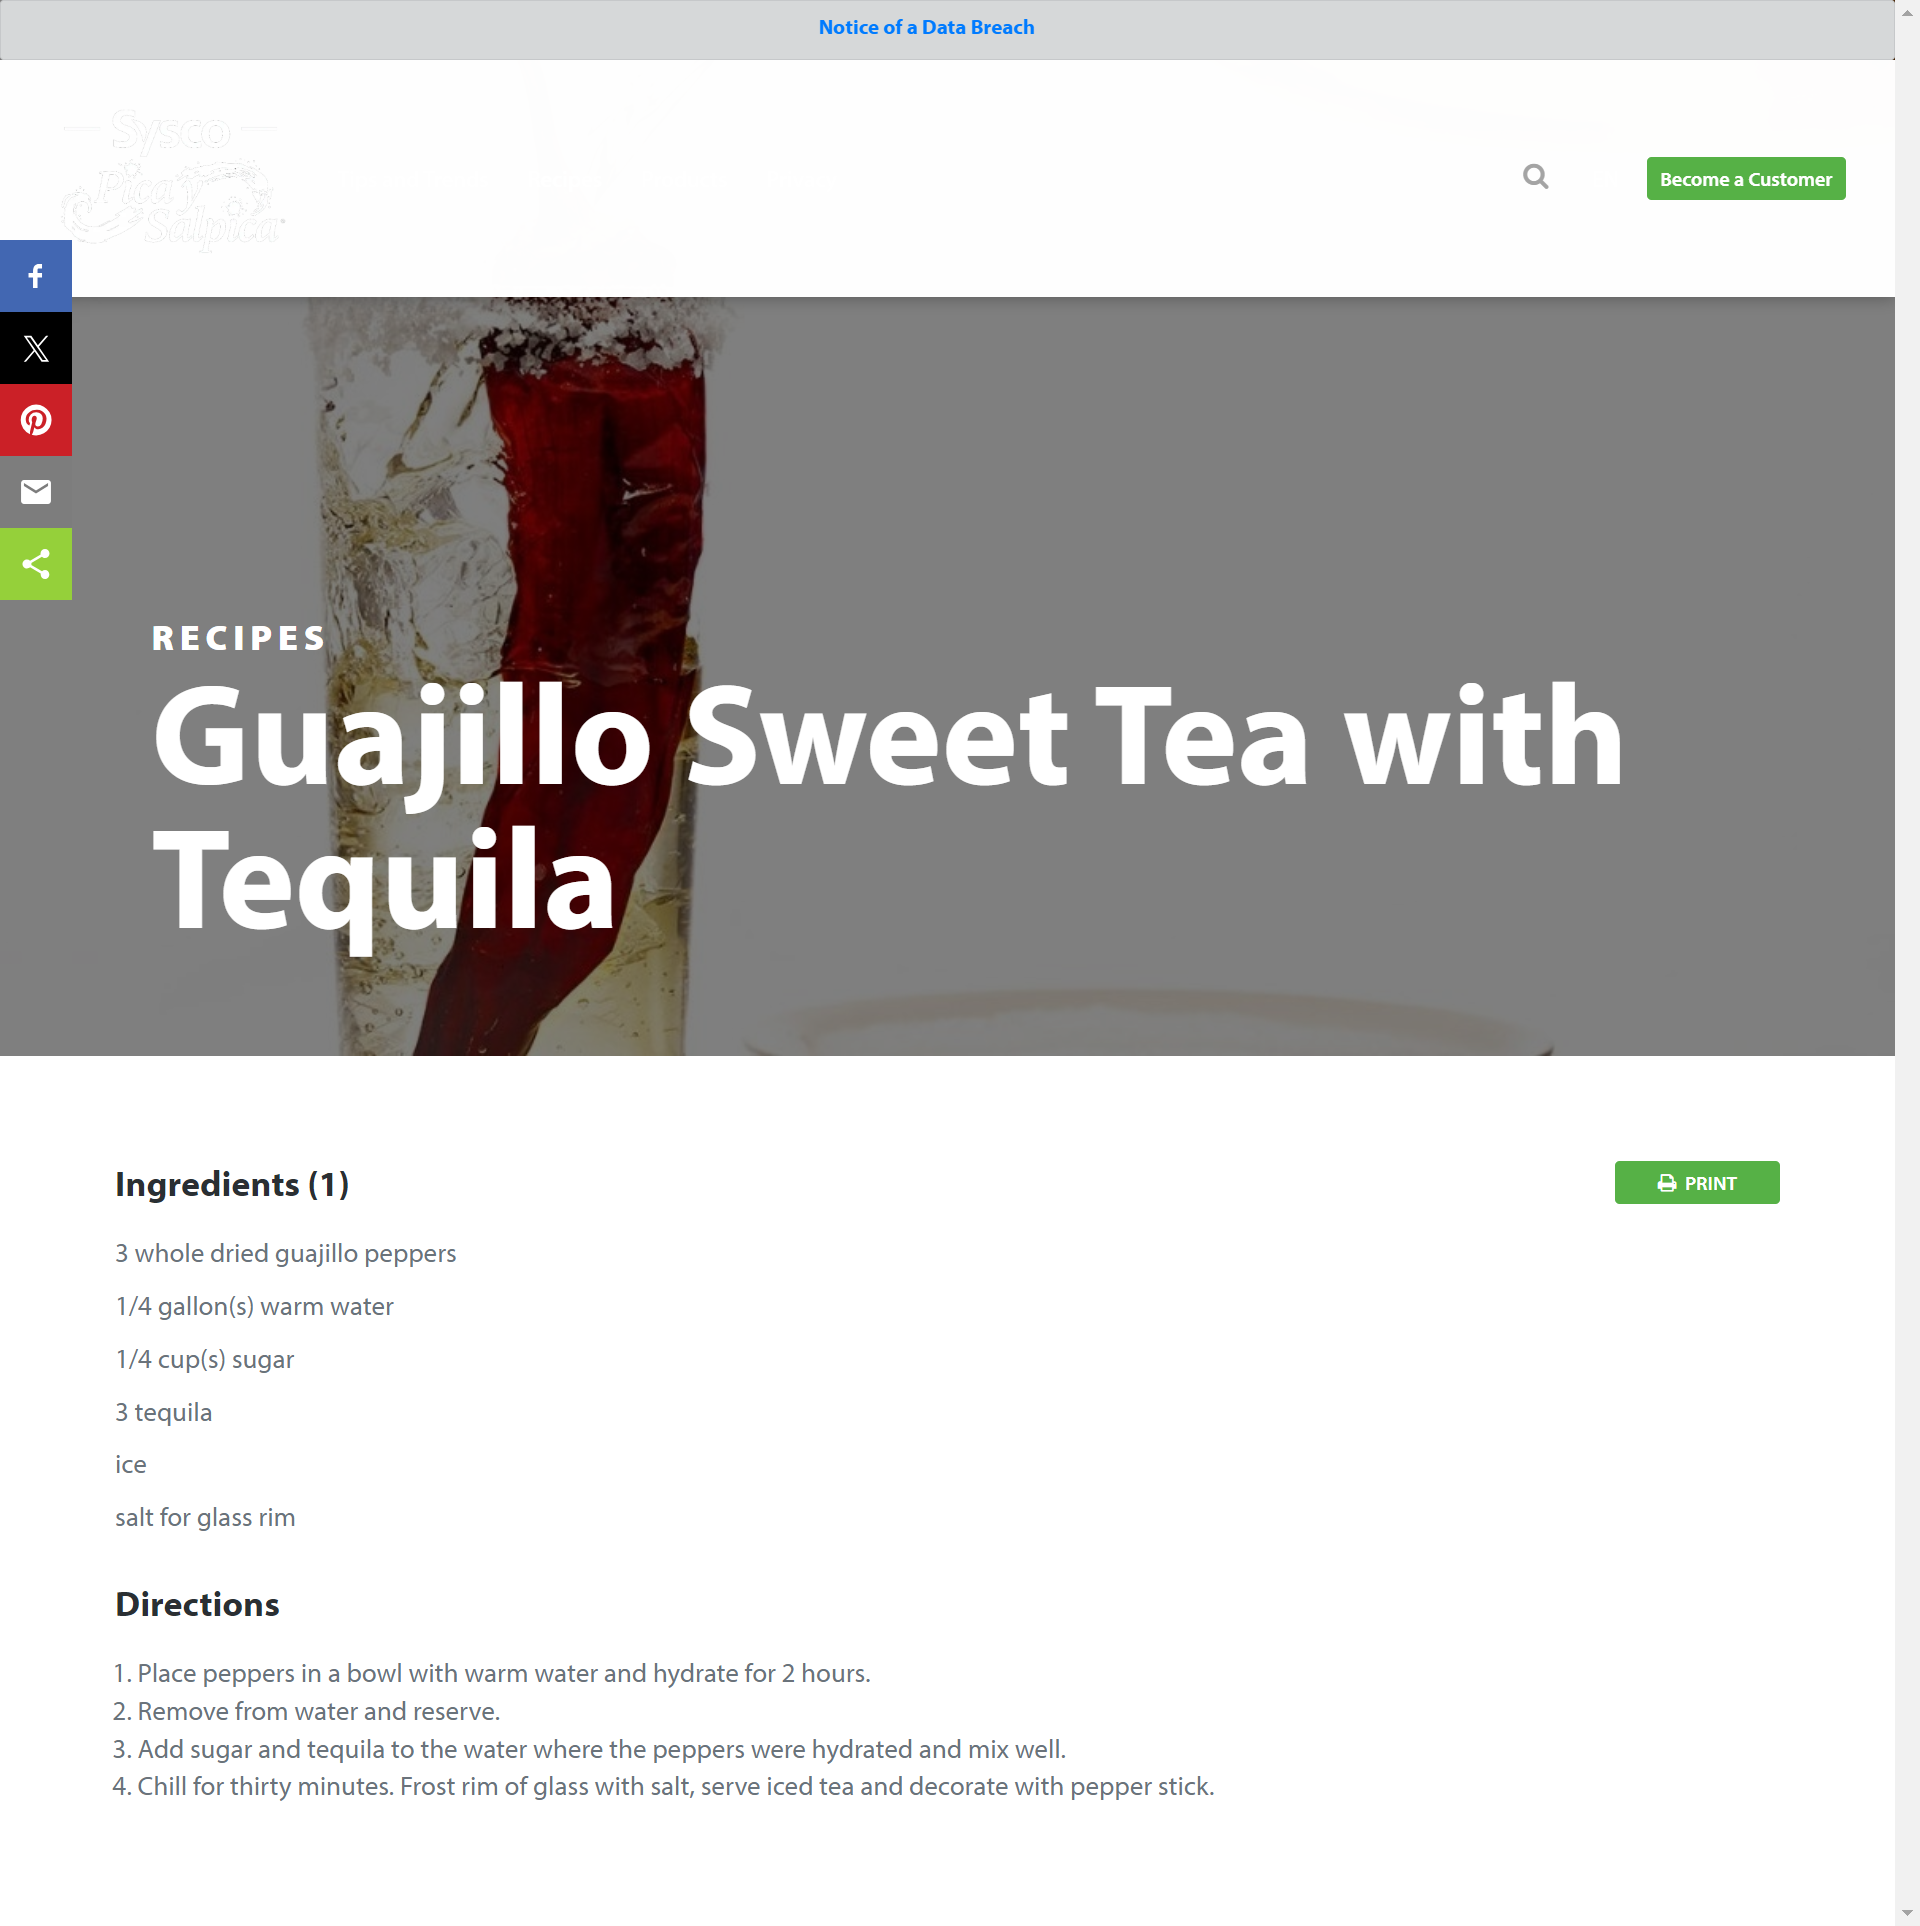 Notice of a Data Breach
Sysco
Pica y
Salpica
Become a Customer
RECIPES
Guajillo Sweet Tea with
Tequila
Ingredients (1)
PRINT
3 whole dried guajillo peppers
1/4 gallon(s) warm water
1/4 cup(s) sugar
3 tequila
ice
salt for glass rim
Directions
1. Place peppers in a bowl with warm water and hydrate for 2 hours.
2. Remove from water and reserve.
3. Add sugar and tequila to the water where the peppers were hydrated and mix well.
4. Chill for thirty minutes. Frost rim of glass with salt, serve iced tea and decorate with pepper stick.